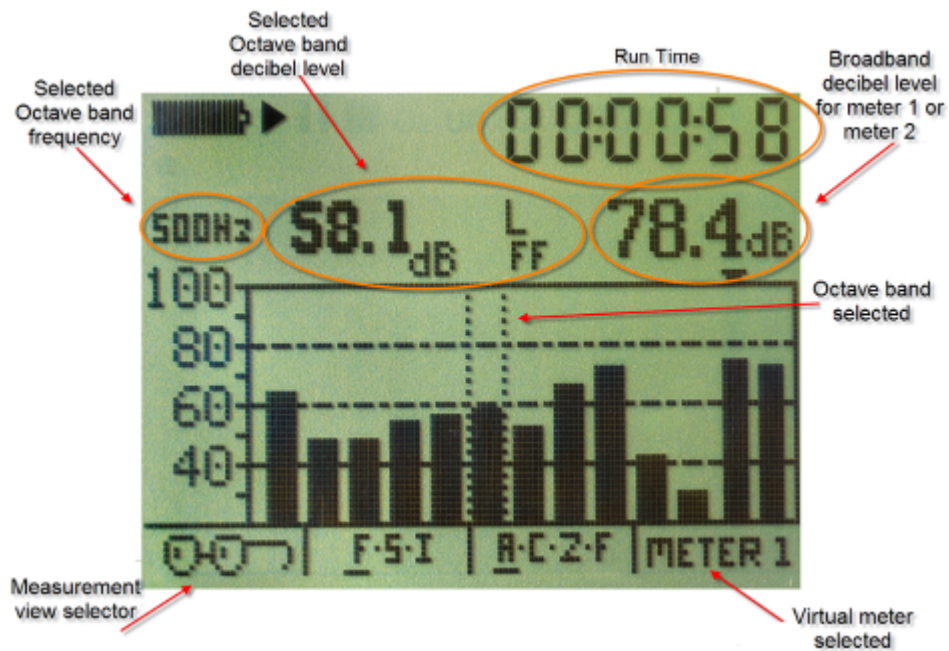 Selected
Octave band
decibel level
Run Time
Broadband
decibel level
for meter 1 or
meter 2
Selected
Octave band
frequency
00:00:58
500Hz
58.1dB
L
FF
78.4dB
100
80
60
40
Octave band
selected
F·S·I
A·C·Z·F
METER 1
Measurement
view selector
Virtual meter
selected